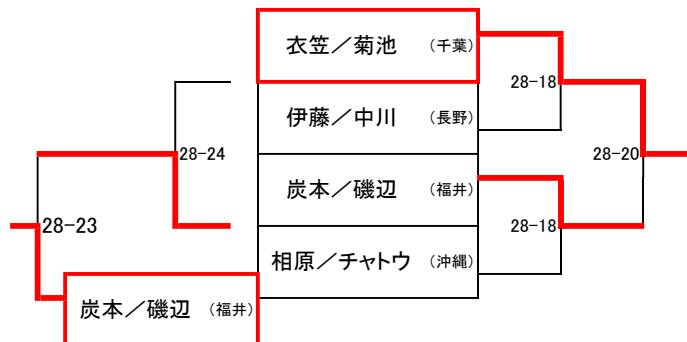 衣笠／菊池 （千葉）
28-18
伊藤／中川 （長野）
28-24
28-20
炭本／磯辺 （福井）
28-23
28-18
相原／チャトウ （沖縄）
炭本／磯辺 （福井）